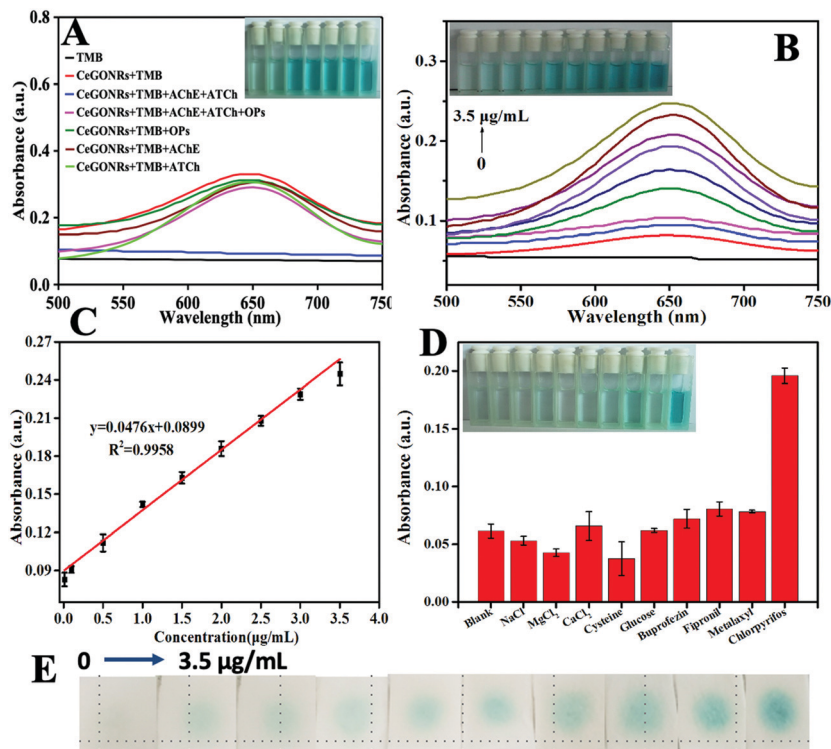 A
TMB
CeGONRs+TMB
CeGONRs+TMB+AChE+ATCh
CeGONRs+TMB+AChE+ATCh+OPs
CeGONRs+TMB+OPs
CeGONRs+TMB+AChE
CeGONRs+TMB+ATCh
Absorbance (a.u.)
0.8
0.6
0.4
0.2
0.0
500 550 600 650 700 750
Wavelength (nm)
B
3.5 µg/mL
0
Absorbance (a.u.)
0.3
0.2
0.1
500 550 600 650 700 750
Wavelength (nm)
C
y=0.0476x+0.0899
R²=0.9958
Absorbance (a.u.)
0.27
0.24
0.21
0.18
0.15
0.12
0.09
0.0 0.5 1.0 1.5 2.0 2.5 3.0 3.5 4.0
Concentration(µg/mL)
D
Absorbance (a.u.)
0.20
0.15
0.10
0.05
0.00
Blank
NaCl
MgCl₂
CaCl₂
Cysteine
Glucose
Buprofezin
Fipronil
Metalaxyl
Chlorpyrifos
E
0 3.5 µg/mL